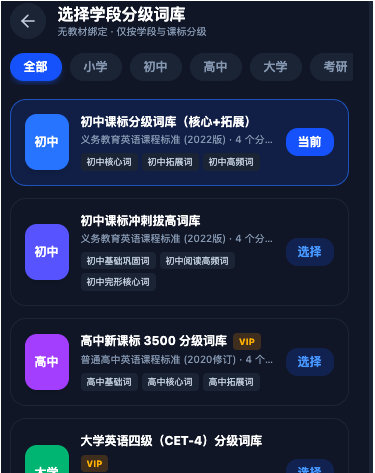 选择学段分级词库
无教材绑定 · 仅按学段与课标分级
全部 小学 初中 高中 大学 考研
初中
初中课标分级词库（核心+拓展）
义务教育英语课程标准 (2022版) · 4 个分...
初中核心词 初中拓展词 初中高频词
当前
初中
初中课标冲刺拔高词库
义务教育英语课程标准 (2022版) · 4 个分...
初中基础巩固词 初中阅读高频词
初中完形核心词
选择
高中
高中新课标 3500 分级词库 VIP
普通高中英语课程标准 (2020修订) · 4 个...
高中基础词 高中核心词 高中拓展词
选择
大学
大学英语四级（CET-4）分级词库
VIP
选择